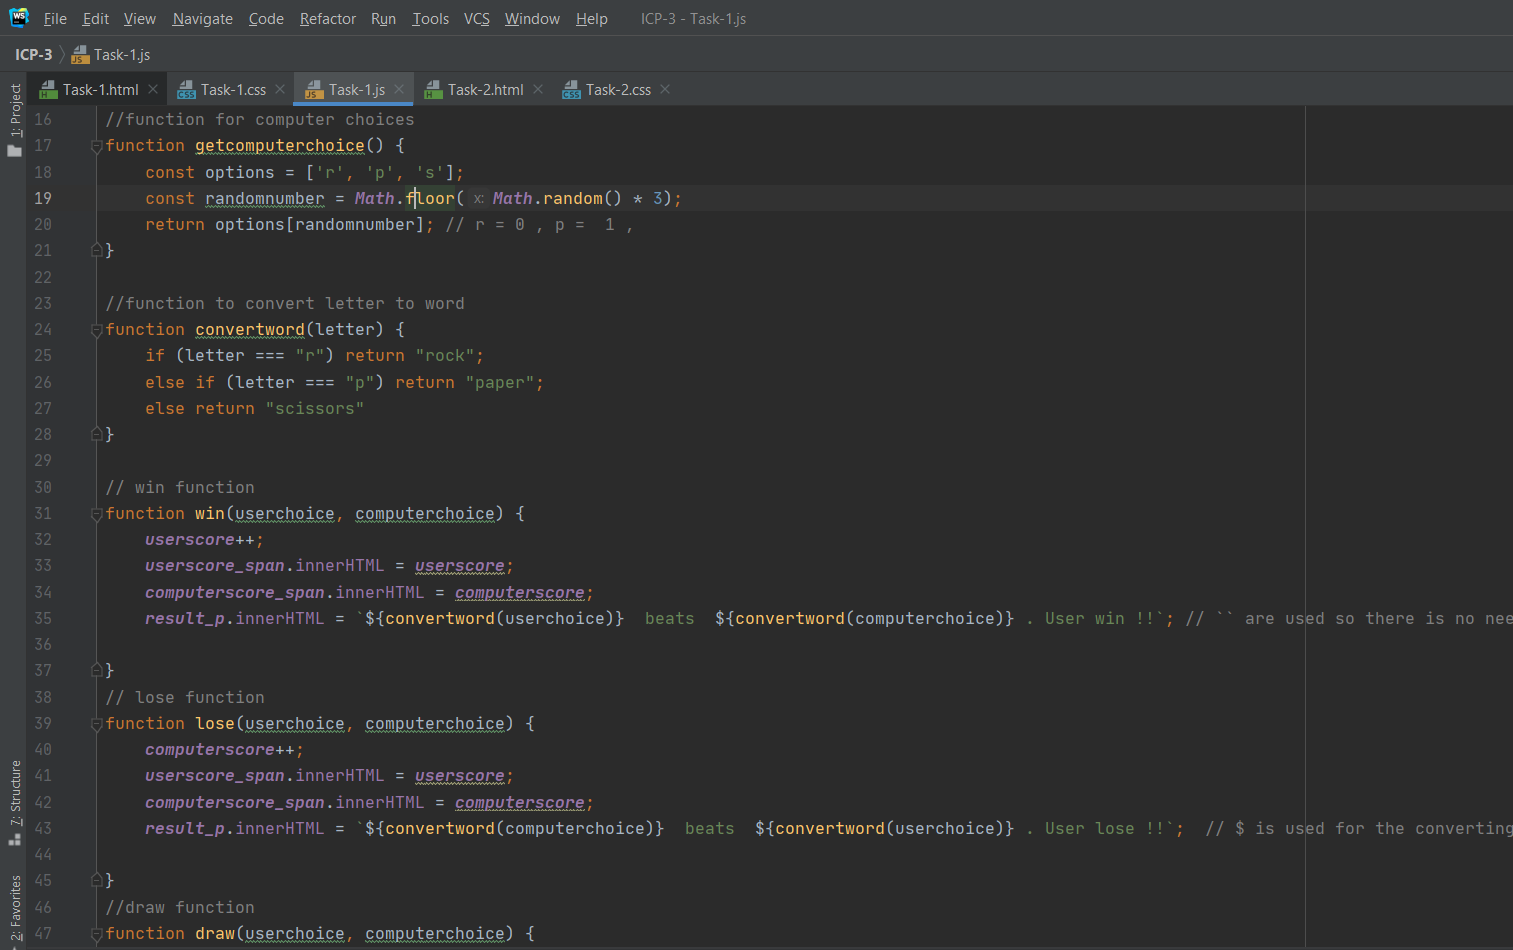 WS File Edit View Navigate Code Refactor Run Tools VCS Window Help ICP-3 - Task-1.js
ICP-3 Task-1.js
Task-1.html Task-1.css Task-1.js Task-2.html Task-2.css
1: Project
7: Structure
2: Favorites
16 //function for computer choices
17 function getcomputerchoice() {
18     const options = ['r', 'p', 's'];
19     const randomnumber = Math.floor( x: Math.random() * 3);
20     return options[randomnumber]; // r = 0 , p =  1 ,
21 }
22
23 //function to convert letter to word
24 function convertword(letter) {
25     if (letter === "r") return "rock";
26     else if (letter === "p") return "paper";
27     else return "scissors"
28 }
29
30 // win function
31 function win(userchoice, computerchoice) {
32     userscore++;
33     userscore_span.innerHTML = userscore;
34     computerscore_span.innerHTML = computerscore;
35     result_p.innerHTML = `${convertword(userchoice)}  beats  ${convertword(computerchoice)} . User win !!`; // `` are used so there is no nee
36
37 }
38 // lose function
39 function lose(userchoice, computerchoice) {
40     computerscore++;
41     userscore_span.innerHTML = userscore;
42     computerscore_span.innerHTML = computerscore;
43     result_p.innerHTML = `${convertword(computerchoice)}  beats  ${convertword(userchoice)} . User lose !!`;  // $ is used for the converting
44
45 }
46 //draw function
47 function draw(userchoice, computerchoice) {